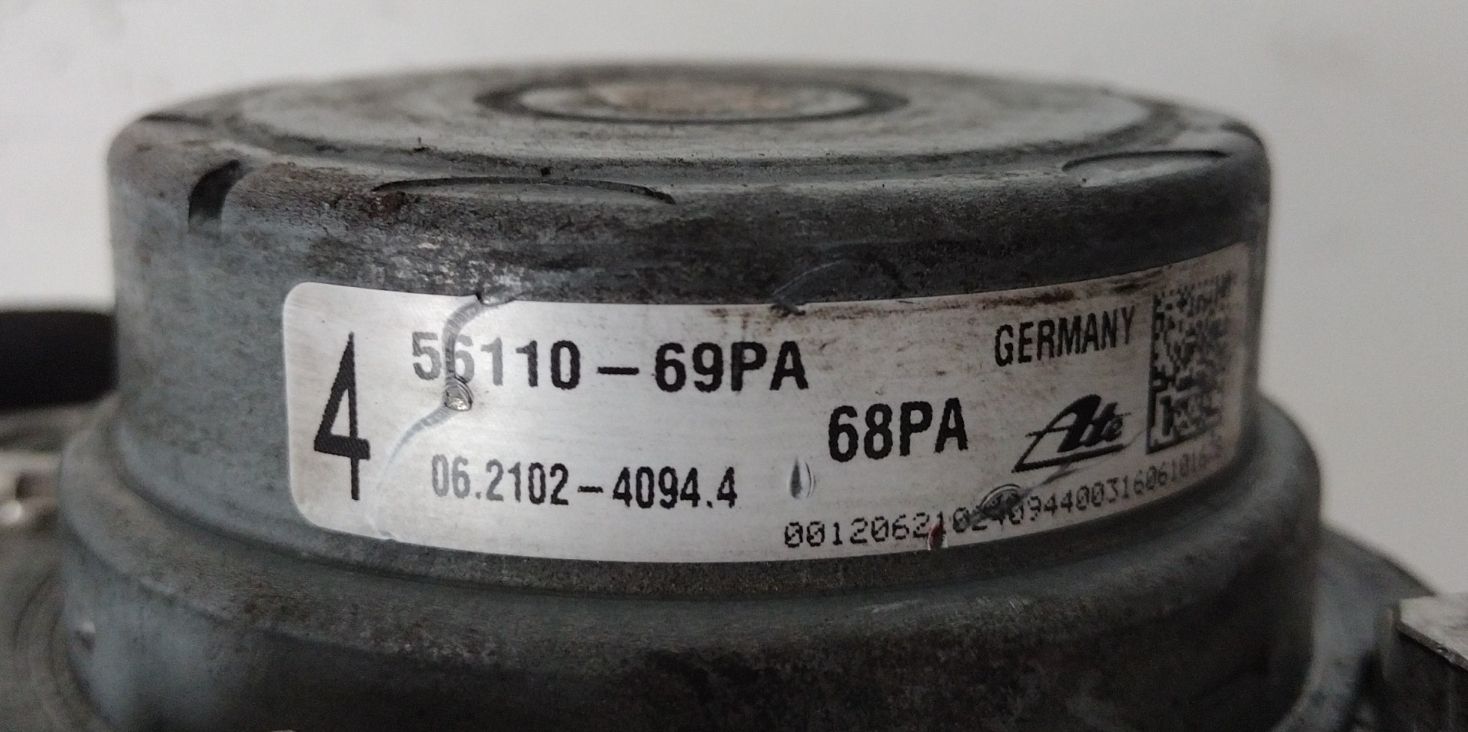 4
56110-69PA
GERMANY
68PA
Ate
06.2102-4094.4